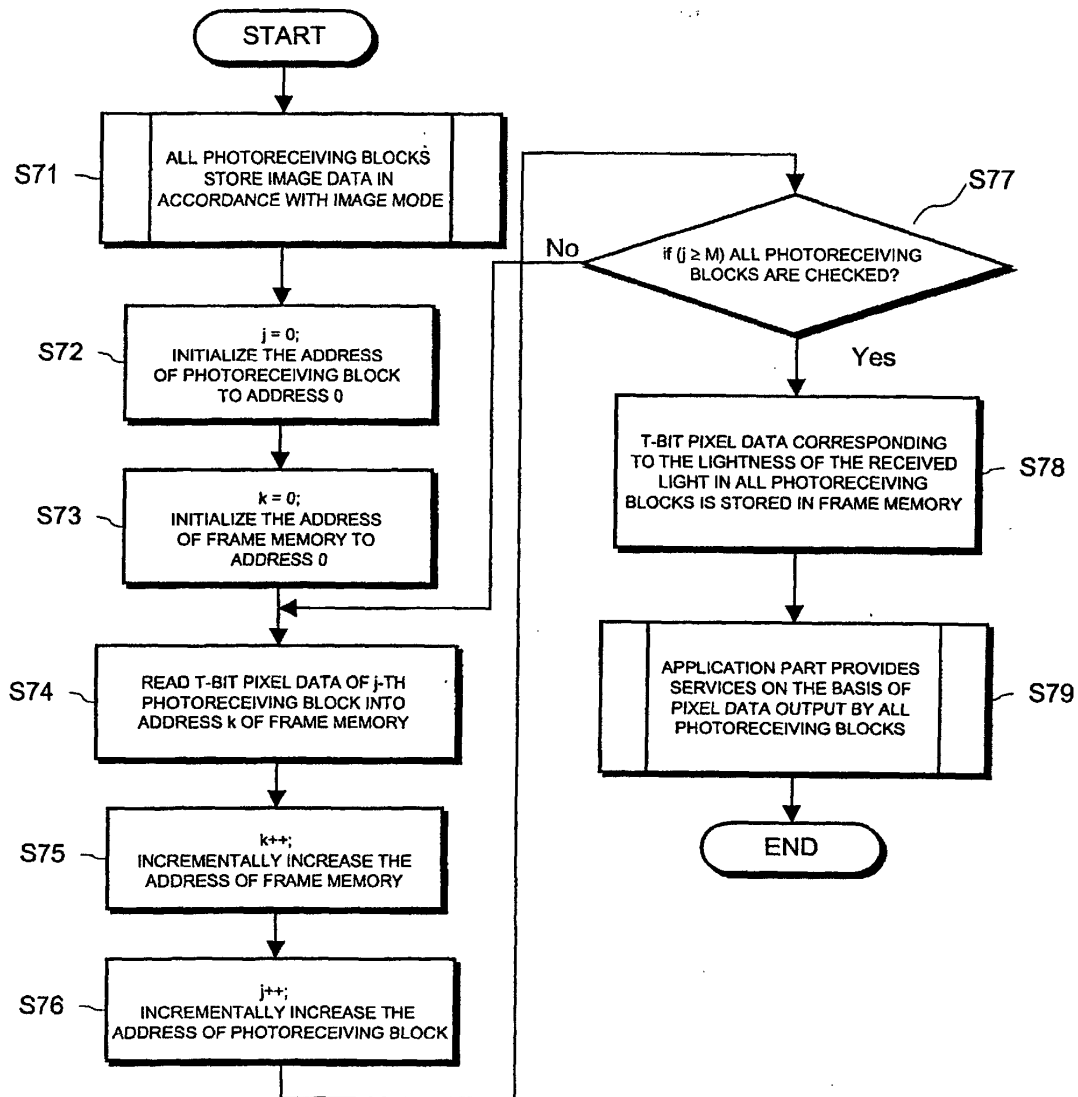 START
S71
ALL PHOTORECEIVING BLOCKS
STORE IMAGE DATA IN
ACCORDANCE WITH IMAGE MODE
S72
j = 0;
INITIALIZE THE ADDRESS
OF PHOTORECEIVING BLOCK
TO ADDRESS 0
S73
k = 0;
INITIALIZE THE ADDRESS
OF FRAME MEMORY TO
ADDRESS 0
S74
READ T-BIT PIXEL DATA OF j-TH
PHOTORECEIVING BLOCK INTO
ADDRESS k OF FRAME MEMORY
S75
k++;
INCREMENTALLY INCREASE THE
ADDRESS OF FRAME MEMORY
S76
j++;
INCREMENTALLY INCREASE THE
ADDRESS OF PHOTORECEIVING BLOCK
S77
if (j ≥ M) ALL PHOTORECEIVING
BLOCKS ARE CHECKED?
No
Yes
T-BIT PIXEL DATA CORRESPONDING
TO THE LIGHTNESS OF THE RECEIVED
LIGHT IN ALL PHOTORECEIVING
BLOCKS IS STORED IN FRAME MEMORY
S78
APPLICATION PART PROVIDES
SERVICES ON THE BASIS OF
PIXEL DATA OUTPUT BY ALL
PHOTORECEIVING BLOCKS
S79
END